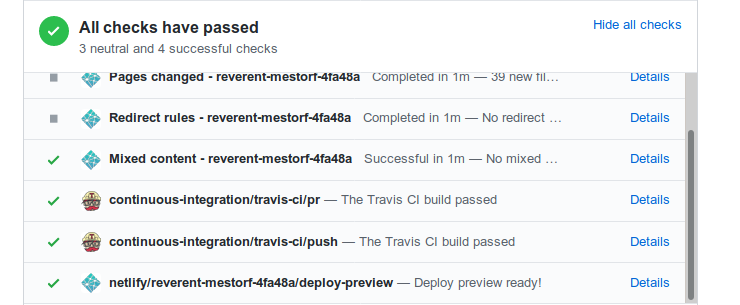 All checks have passed
Hide all checks
3 neutral and 4 successful checks
Pages changed - reverent-mestorf-4fa48a Completed in 1m — 39 new fil… Details
Redirect rules - reverent-mestorf-4fa48a Completed in 1m — No redirect … Details
Mixed content - reverent-mestorf-4fa48a Successful in 1m — No mixed … Details
continuous-integration/travis-ci/pr — The Travis CI build passed Details
continuous-integration/travis-ci/push — The Travis CI build passed Details
netlify/reverent-mestorf-4fa48a/deploy-preview — Deploy preview ready! Details